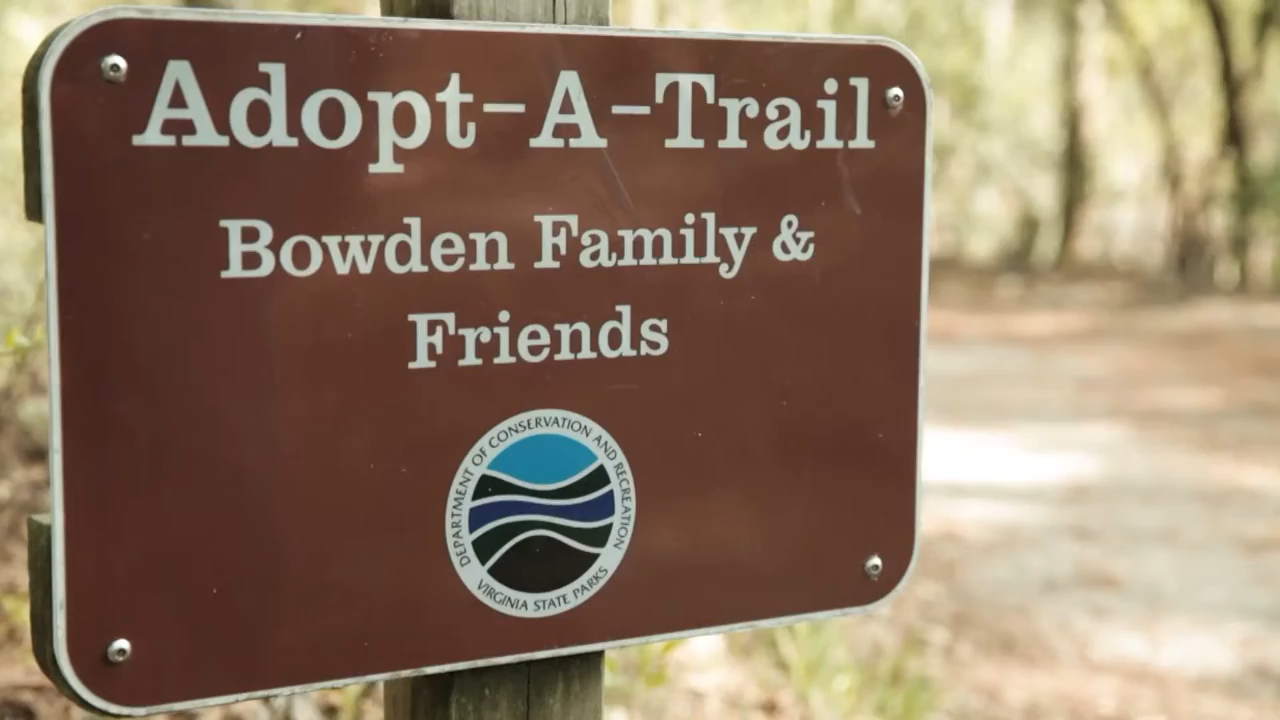 Adopt-A-Trail
Bowden Family &
Friends
DEPARTMENT OF CONSERVATION AND RECREATION
VIRGINIA STATE PARKS